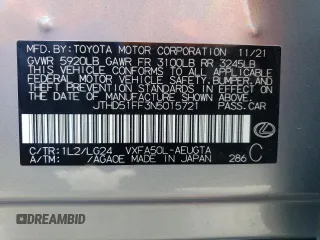 MFD.BY: TOYOTA MOTOR CORPORATION 11/21
GVWR 5920LB GAWR FR 3100LB RR 3245LB
THIS VEHICLE CONFORMS TO ALL APPLICABLE
FEDERAL MOTOR VEHICLE SAFETY, BUMPER, AND
THEFT PREVENTION STANDARDS IN EFFECT ON
THE DATE OF MANUFACTURE SHOWN ABOVE.
JTHD51FF3N5015721 PASS.CAR
C/TR: 1L2/LG24 VXFA50L-AEUGTA
A/TM: /AGA0E MADE IN JAPAN 286 C
DREAMBID